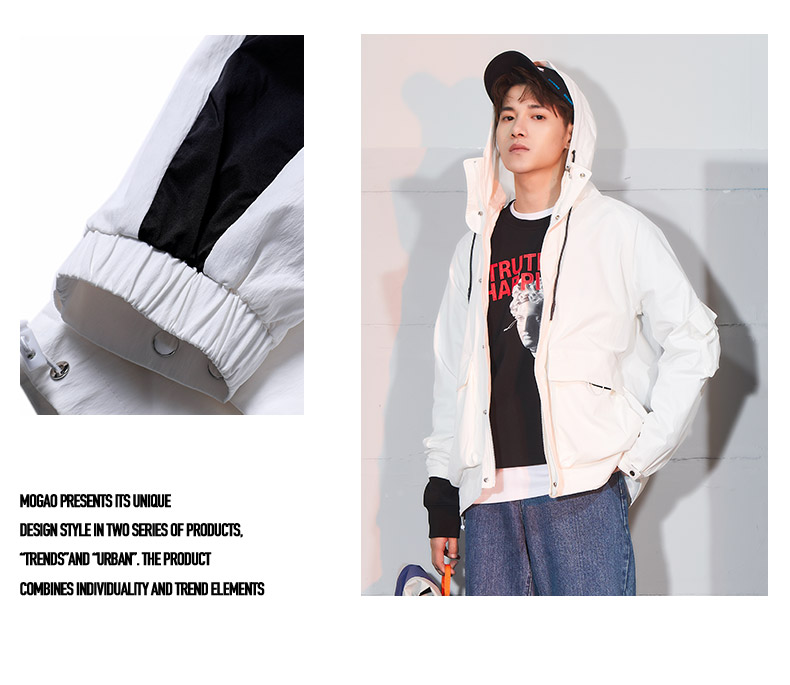 MOGAO PRESENTS ITS UNIQUE
DESIGN STYLE IN TWO SERIES OF PRODUCTS,
“TRENDS”AND “URBAN”. THE PRODUCT
COMBINES INDIVIDUALITY AND TREND ELEMENTS